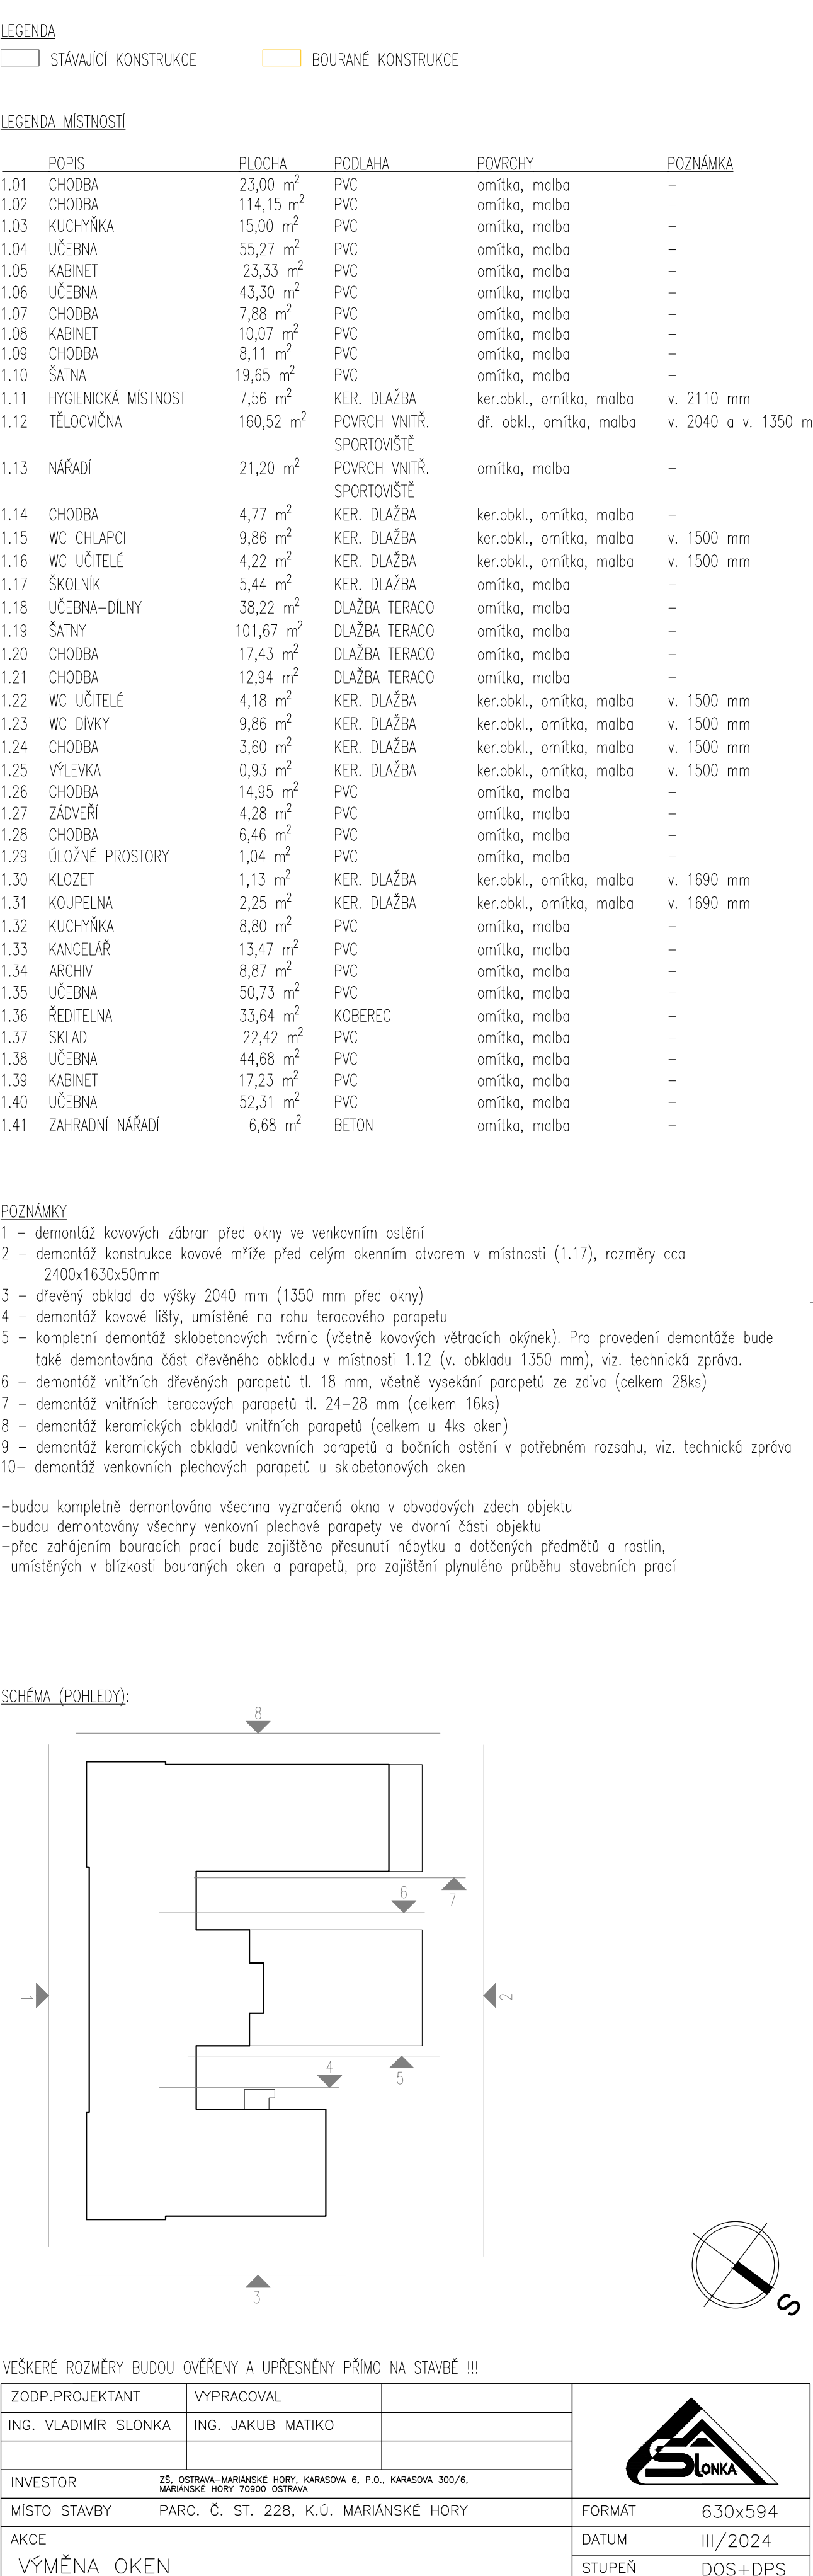 LEGENDA
STÁVAJÍCÍ KONSTRUKCE BOURANÉ KONSTRUKCE
LEGENDA MÍSTNOSTÍ
POPIS PLOCHA PODLAHA POVRCHY POZNÁMKA
1.01 CHODBA 23,00 m² PVC omítka, malba –
1.02 CHODBA 114,15 m² PVC omítka, malba –
1.03 KUCHYŇKA 15,00 m² PVC omítka, malba –
1.04 UČEBNA 55,27 m² PVC omítka, malba –
1.05 KABINET 23,33 m² PVC omítka, malba –
1.06 UČEBNA 43,30 m² PVC omítka, malba –
1.07 CHODBA 7,88 m² PVC omítka, malba –
1.08 KABINET 10,07 m² PVC omítka, malba –
1.09 CHODBA 8,11 m² PVC omítka, malba –
1.10 ŠATNA 19,65 m² PVC omítka, malba –
1.11 HYGIENICKÁ MÍSTNOST 7,56 m² KER. DLAŽBA ker.obkl., omítka, malba v. 2110 mm
1.12 TĚLOCVIČNA 160,52 m² POVRCH VNITŘ. dř. obkl., omítka, malba v. 2040 a v. 1350 m
SPORTOVIŠTĚ
1.13 NÁŘADÍ 21,20 m² POVRCH VNITŘ. omítka, malba –
SPORTOVIŠTĚ
1.14 CHODBA 4,77 m² KER. DLAŽBA ker.obkl., omítka, malba –
1.15 WC CHLAPCI 9,86 m² KER. DLAŽBA ker.obkl., omítka, malba v. 1500 mm
1.16 WC UČITELÉ 4,22 m² KER. DLAŽBA ker.obkl., omítka, malba v. 1500 mm
1.17 ŠKOLNÍK 5,44 m² KER. DLAŽBA omítka, malba –
1.18 UČEBNA–DÍLNY 38,22 m² DLAŽBA TERACO omítka, malba –
1.19 ŠATNY 101,67 m² DLAŽBA TERACO omítka, malba –
1.20 CHODBA 17,43 m² DLAŽBA TERACO omítka, malba –
1.21 CHODBA 12,94 m² DLAŽBA TERACO omítka, malba –
1.22 WC UČITELÉ 4,18 m² KER. DLAŽBA ker.obkl., omítka, malba v. 1500 mm
1.23 WC DÍVKY 9,86 m² KER. DLAŽBA ker.obkl., omítka, malba v. 1500 mm
1.24 CHODBA 3,60 m² KER. DLAŽBA ker.obkl., omítka, malba v. 1500 mm
1.25 VÝLEVKA 0,93 m² KER. DLAŽBA ker.obkl., omítka, malba v. 1500 mm
1.26 CHODBA 14,95 m² PVC omítka, malba –
1.27 ZÁDVEŘÍ 4,28 m² PVC omítka, malba –
1.28 CHODBA 6,46 m² PVC omítka, malba –
1.29 ÚLOŽNÉ PROSTORY 1,04 m² PVC omítka, malba –
1.30 KLOZET 1,13 m² KER. DLAŽBA ker.obkl., omítka, malba v. 1690 mm
1.31 KOUPELNA 2,25 m² KER. DLAŽBA ker.obkl., omítka, malba v. 1690 mm
1.32 KUCHYŇKA 8,80 m² PVC omítka, malba –
1.33 KANCELÁŘ 13,47 m² PVC omítka, malba –
1.34 ARCHIV 8,87 m² PVC omítka, malba –
1.35 UČEBNA 50,73 m² PVC omítka, malba –
1.36 ŘEDITELNA 33,64 m² KOBEREC omítka, malba –
1.37 SKLAD 22,42 m² PVC omítka, malba –
1.38 UČEBNA 44,68 m² PVC omítka, malba –
1.39 KABINET 17,23 m² PVC omítka, malba –
1.40 UČEBNA 52,31 m² PVC omítka, malba –
1.41 ZAHRADNÍ NÁŘADÍ 6,68 m² BETON omítka, malba –
POZNÁMKY
1 – demontáž kovových zábran před okny ve venkovním ostění
2 – demontáž konstrukce kovové mříže před celým okenním otvorem v místnosti (1.17), rozměry cca
2400x1630x50mm
3 – dřevěný obklad do výšky 2040 mm (1350 mm před okny)
4 – demontáž kovové lišty, umístěné na rohu teracového parapetu
5 – kompletní demontáž sklobetonových tvárnic (včetně kovových větracích okýnek). Pro provedení demontáže bude
také demontována část dřevěného obkladu v místnosti 1.12 (v. obkladu 1350 mm), viz. technická zpráva.
6 – demontáž vnitřních dřevěných parapetů tl. 18 mm, včetně vysekání parapetů ze zdiva (celkem 28ks)
7 – demontáž vnitřních teracových parapetů tl. 24–28 mm (celkem 16ks)
8 – demontáž keramických obkladů vnitřních parapetů (celkem u 4ks oken)
9 – demontáž keramických obkladů venkovních parapetů a bočních ostění v potřebném rozsahu, viz. technická zpráva
10– demontáž venkovních plechových parapetů u sklobetonových oken
–budou kompletně demontována všechna vyznačená okna v obvodových zdech objektu
–budou demontovány všechny venkovní plechové parapety ve dvorní části objektu
–před zahájením bouracích prací bude zajištěno přesunutí nábytku a dotčených předmětů a rostlin,
umístěných v blízkosti bouraných oken a parapetů, pro zajištění plynulého průběhu stavebních prací
SCHÉMA (POHLEDY):
8
6
7
1
2
4
5
3
S
VEŠKERÉ ROZMĚRY BUDOU OVĚŘENY A UPŘESNĚNY PŘÍMO NA STAVBĚ !!!
ZODP.PROJEKTANT VYPRACOVAL
ING. VLADIMÍR SLONKA ING. JAKUB MATIKO
SLONKA
INVESTOR ZŠ, OSTRAVA–MARIÁNSKÉ HORY, KARASOVA 6, P.O., KARASOVA 300/6,
MARIÁNSKÉ HORY 70900 OSTRAVA
MÍSTO STAVBY PARC. Č. ST. 228, K.Ú. MARIÁNSKÉ HORY FORMÁT 630x594
AKCE DATUM III/2024
VÝMĚNA OKEN STUPEŇ DOS+DPS